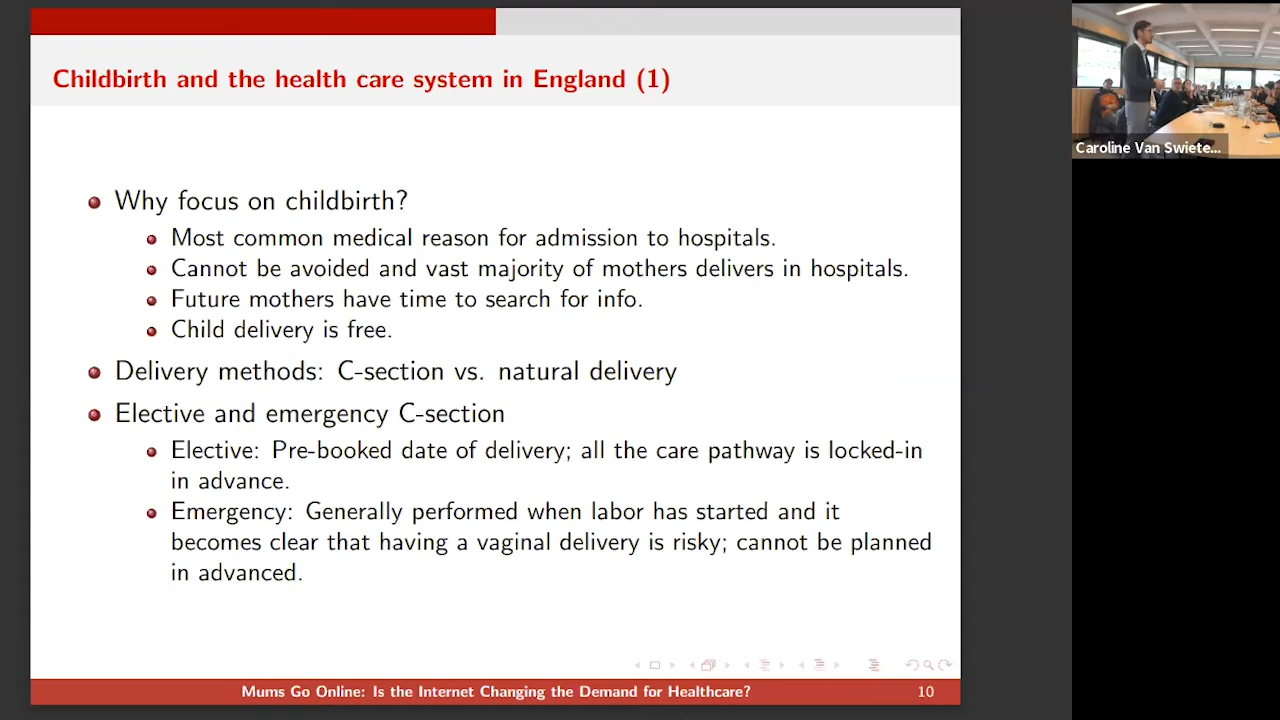 Childbirth and the health care system in England (1)
Why focus on childbirth?
Most common medical reason for admission to hospitals.
Cannot be avoided and vast majority of mothers delivers in hospitals.
Future mothers have time to search for info.
Child delivery is free.
Delivery methods: C-section vs. natural delivery
Elective and emergency C-section
Elective: Pre-booked date of delivery; all the care pathway is locked-in
in advance.
Emergency: Generally performed when labor has started and it
becomes clear that having a vaginal delivery is risky; cannot be planned
in advanced.
Mums Go Online: Is the Internet Changing the Demand for Healthcare?
10
Caroline Van Swiete...